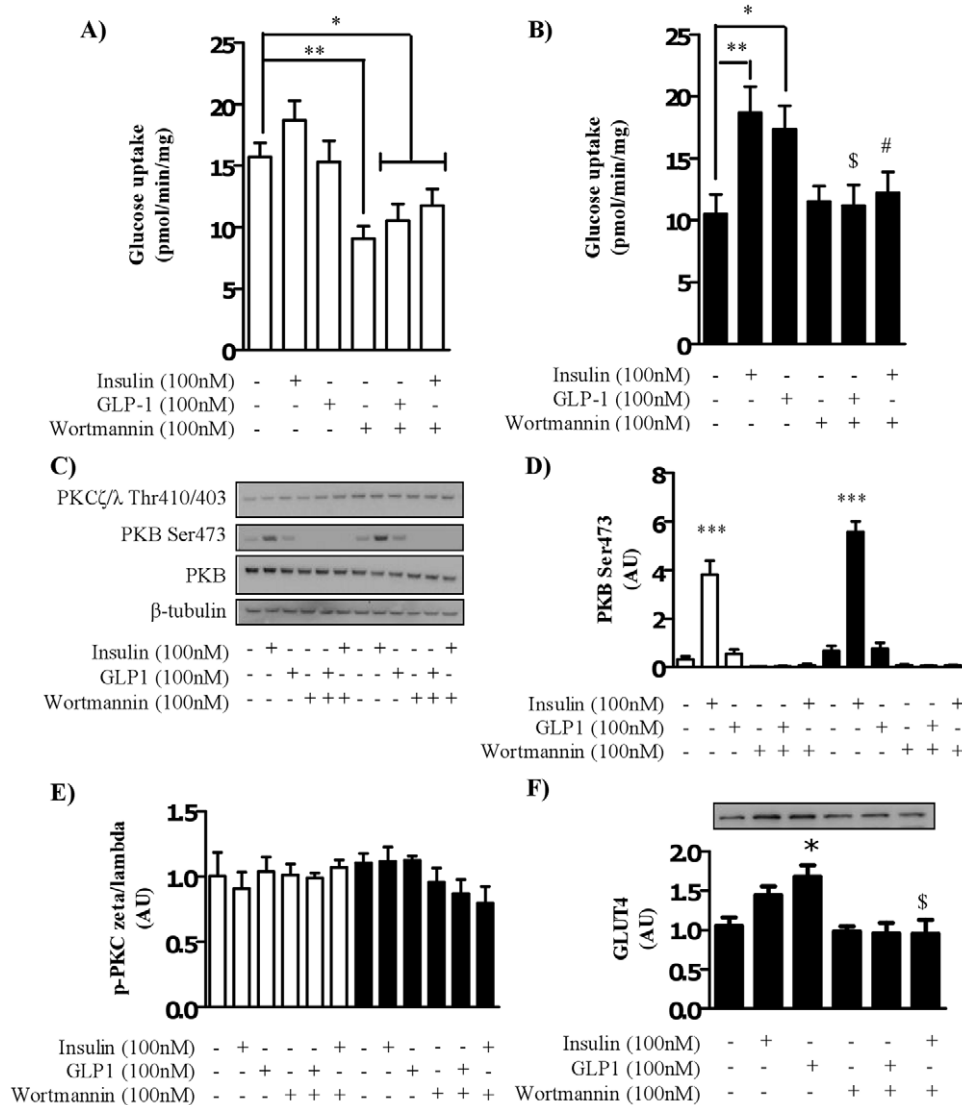 A)
*
**
25
20
15
10
5
0
Glucose uptake
(pmol/min/mg)
Insulin (100nM) - + - - - +
GLP-1 (100nM) - - + - + -
Wortmannin (100nM) - - - + + +
B)
*
**
$
#
25
20
15
10
5
0
Glucose uptake
(pmol/min/mg)
Insulin (100nM) - + - - - +
GLP-1 (100nM) - - + - + -
Wortmannin (100nM) - - - + + +
C)
PKCζ/λ Thr410/403
PKB Ser473
PKB
β-tubulin
Insulin (100nM) - + - - - + - + - - - +
GLP1 (100nM) - - + - + - - - + - + -
Wortmannin (100nM) - - - + + + - - - + + +
D)
***
***
8
6
4
2
0
PKB Ser473
(AU)
Insulin (100nM) - + - - - + - + - - - +
GLP1 (100nM) - - + - + - - - + - + -
Wortmannin (100nM) - - - + + + - - - + + +
E)
1.5
1.0
0.5
0.0
p-PKC zeta/lambda
(AU)
Insulin (100nM) - + - - - + - + - - - +
GLP1 (100nM) - - + - + - - - + - + -
Wortmannin (100nM) - - - + + + - - - + + +
F)
*
$
2.0
1.5
1.0
0.5
0.0
GLUT4
(AU)
Insulin (100nM) - + - - - +
GLP1 (100nM) - - + - + -
Wortmannin (100nM) - - - + + +